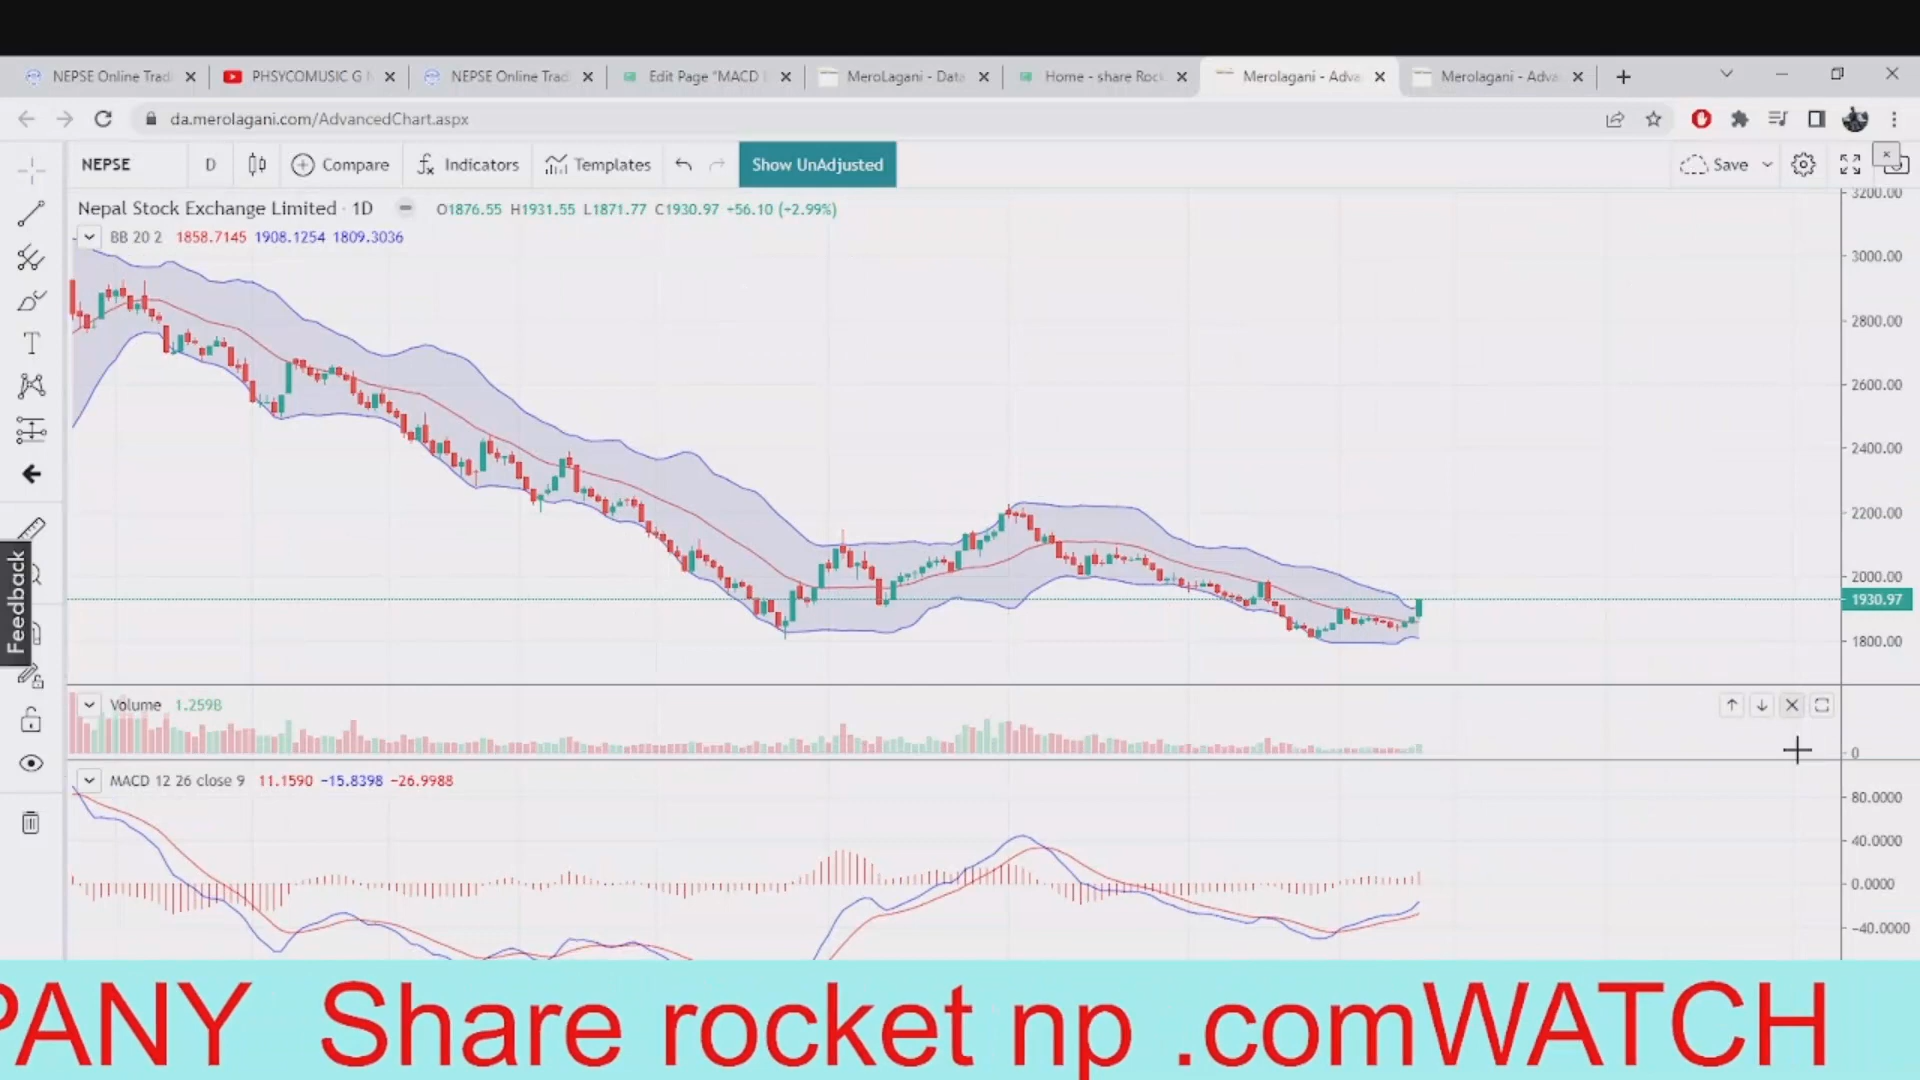 NEPSE Online Trad
PHSYCOMUSIC G
NEPSE Online Trad
Edit Page "MACD
MeroLagani - Data
Home - share Rock
Merolagani - Adva
Merolagani - Adva
da.merolagani.com/AdvancedChart.aspx
NEPSE D Compare Indicators Templates Show UnAdjusted Save
Nepal Stock Exchange Limited · 1D O1876.55 H1931.55 L1871.77 C1930.97 +56.10 (+2.99%)
BB 20 2 1858.7145 1908.1254 1809.3036
3200.00
3000.00
2800.00
2600.00
2400.00
2200.00
2000.00
1930.97
1800.00
Feedback
Volume 1.259B
0
MACD 12 26 close 9 11.1590 −15.8398 −26.9988
80.0000
40.0000
0.0000
−40.0000
PANY Share rocket np .comWATCH